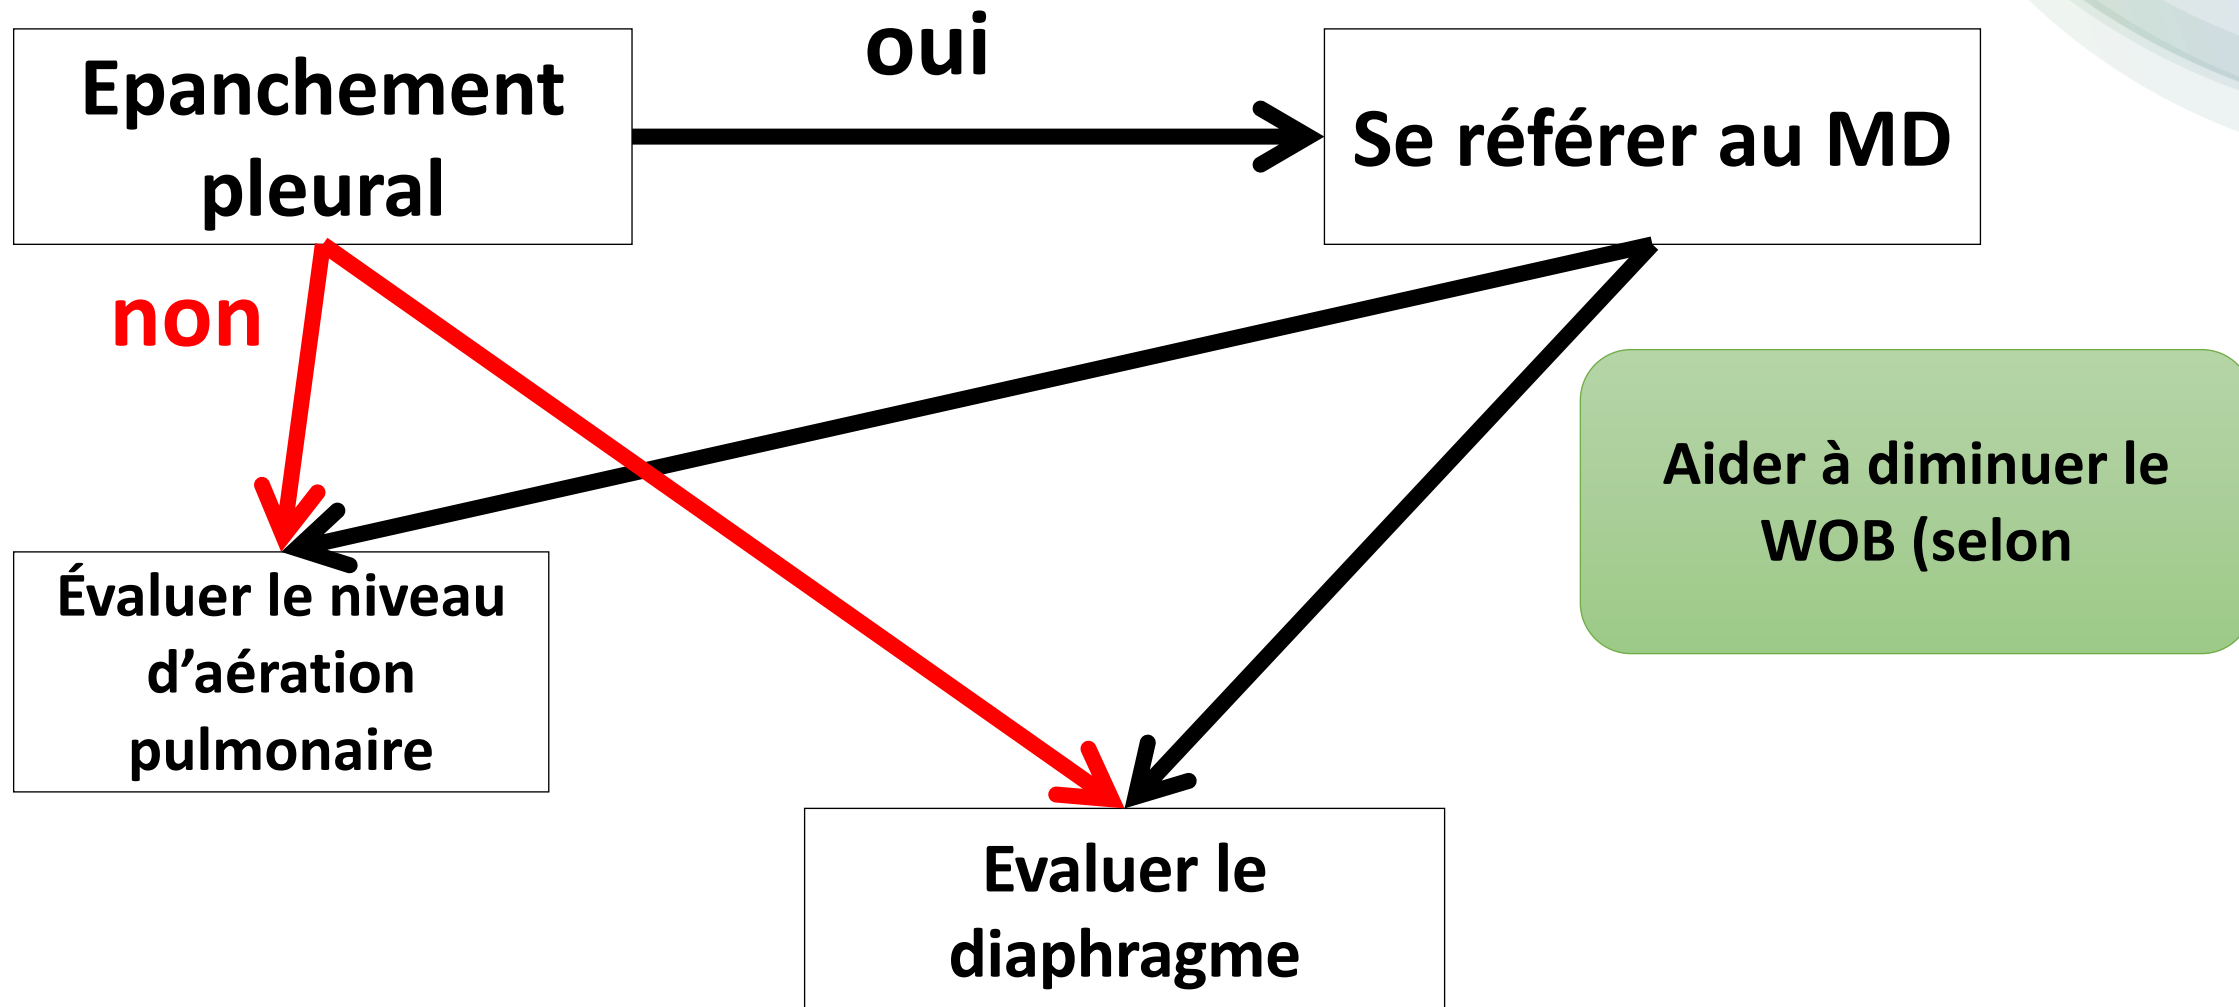 Epanchement
pleural
oui
Se référer au MD
non
Aider à diminuer le
WOB (selon
Évaluer le niveau
d’aération
pulmonaire
Evaluer le
diaphragme